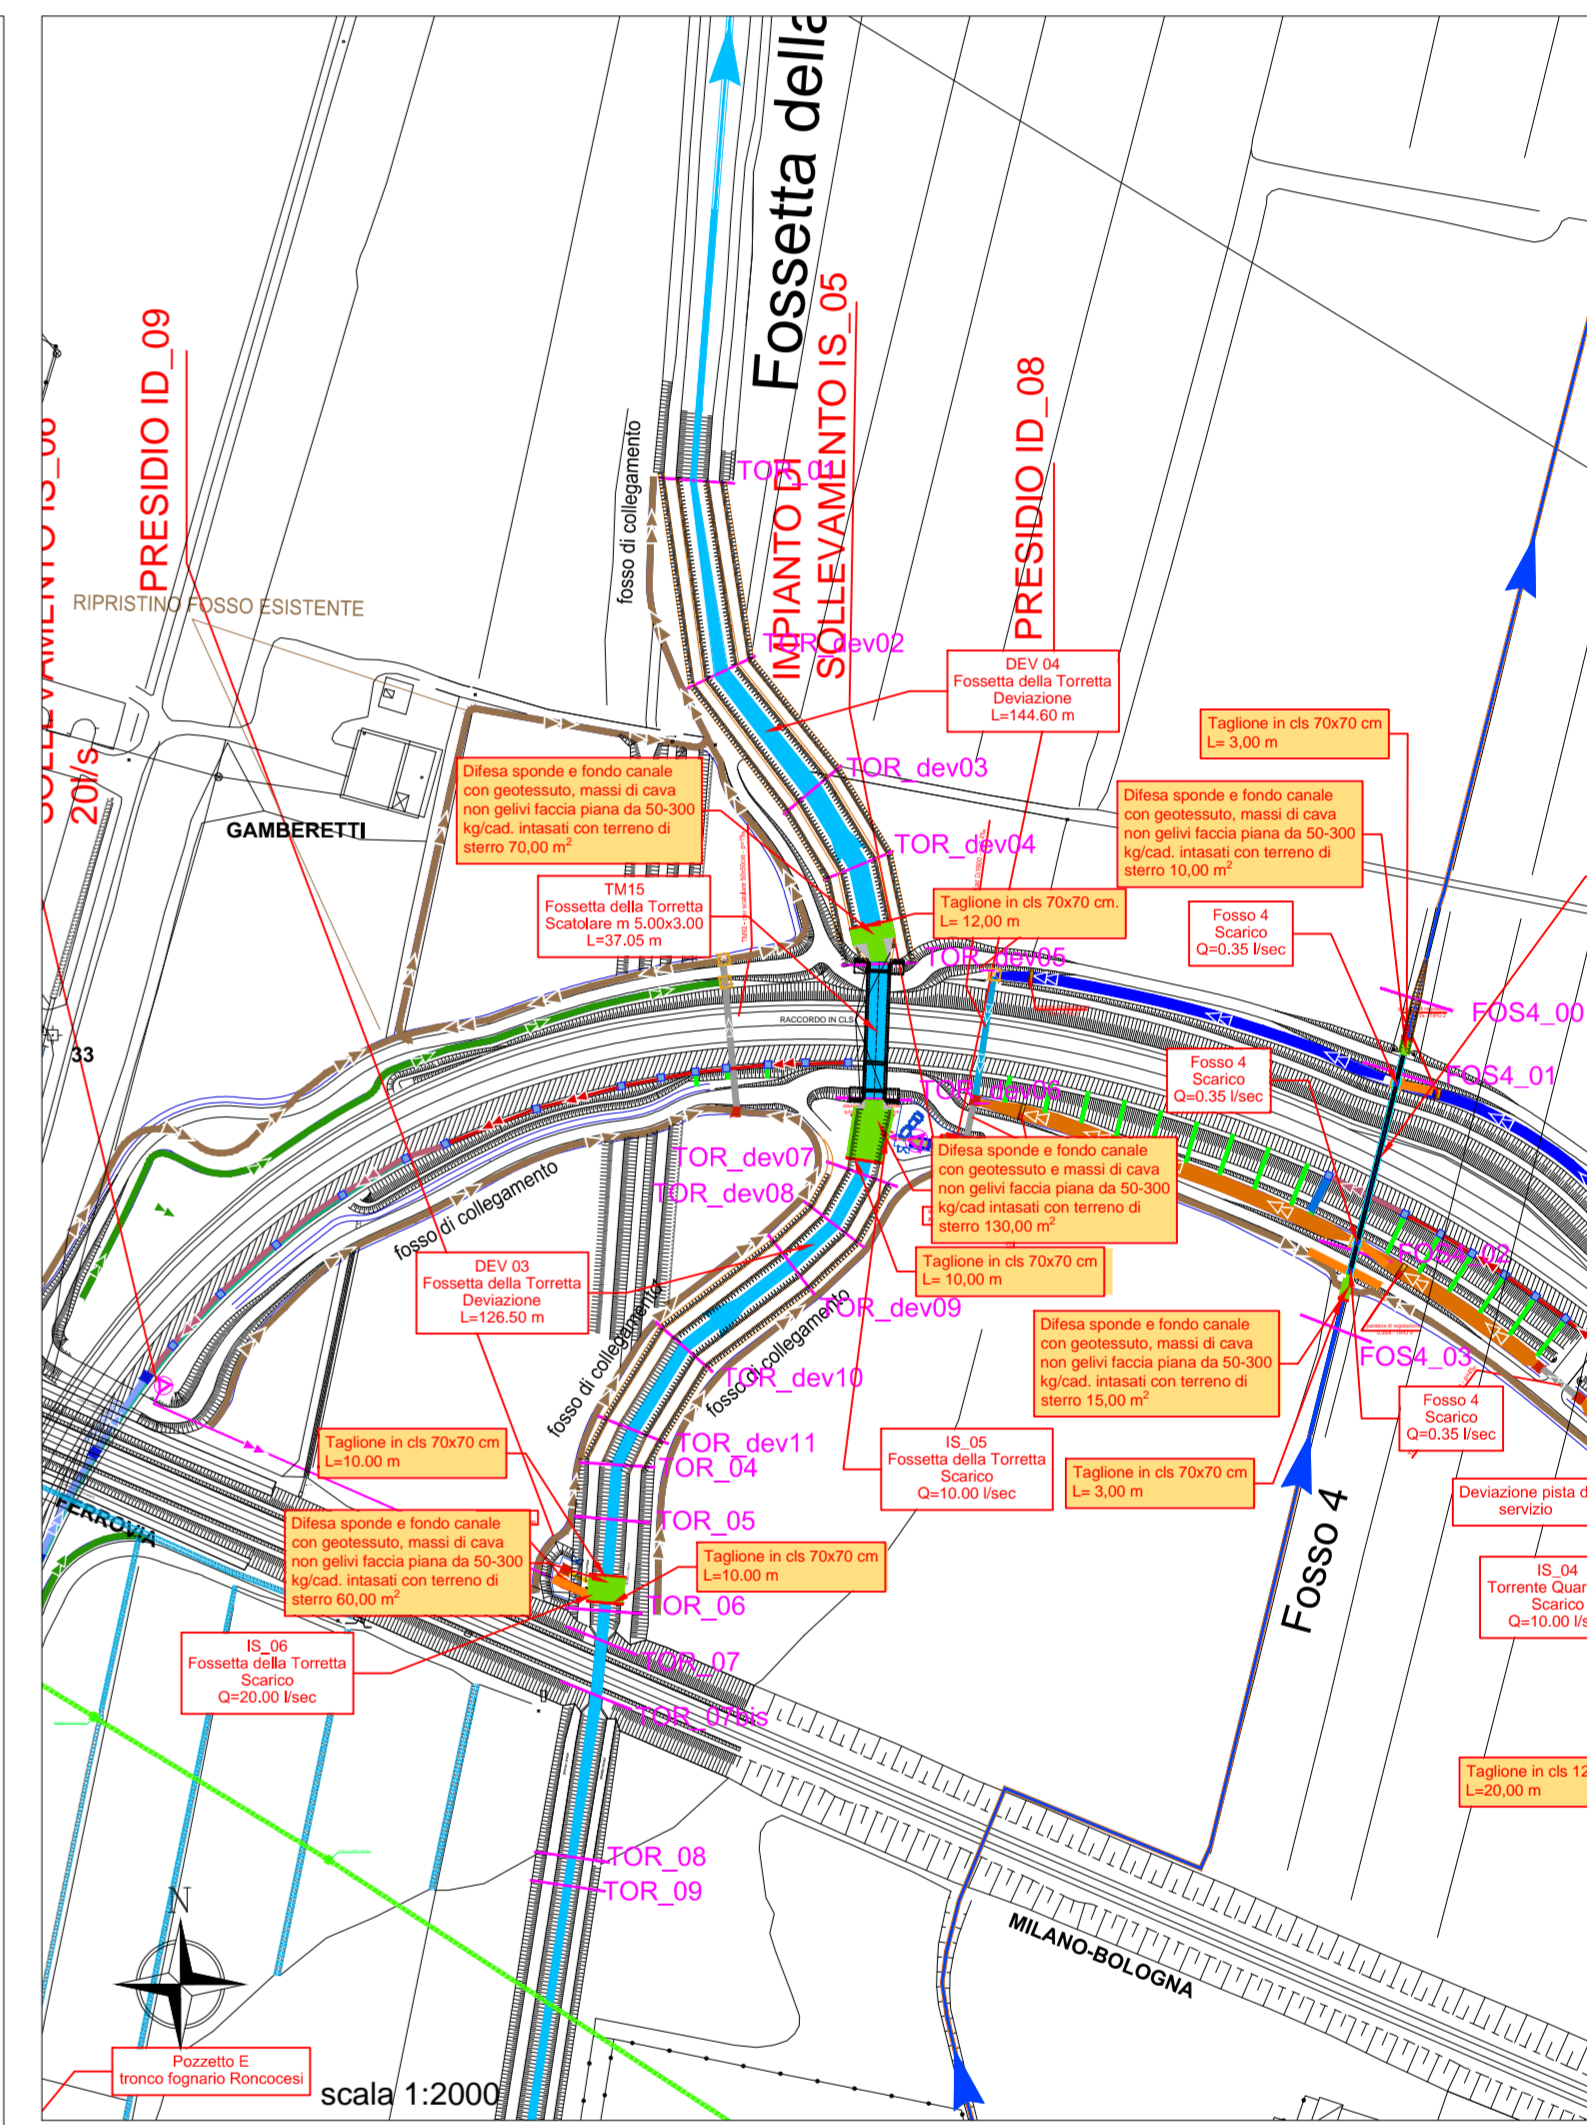 Fossetta della
PRESIDIO ID_09
IMPIANTO DI
SOLLEVAMENTO IS_05
PRESIDIO ID_08
20l/s
RIPRISTINO FOSSO ESISTENTE
fosso di collegamento
TOR_01
TOR_dev02
DEV 04
Fossetta della Torretta
Deviazione
L=144.60 m
Taglione in cls 70x70 cm
L= 3,00 m
TOR_dev03
Difesa sponde e fondo canale
con geotessuto, massi di cava
non gelivi faccia piana da 50-300
kg/cad. intasati con terreno di
sterro 70,00 m²
Difesa sponde e fondo canale
con geotessuto, massi di cava
non gelivi faccia piana da 50-300
kg/cad. intasati con terreno di
sterro 10,00 m²
GAMBERETTI
TOR_dev04
TM15
Fossetta della Torretta
Scatolare m 5.00x3.00
L=37.05 m
Taglione in cls 70x70 cm.
L= 12,00 m
Fosso 4
Scarico
Q=0.35 l/sec
TOR_dev05
FOS4_00
RACCORDO IN CLS
33
Fosso 4
Scarico
Q=0.35 l/sec
FOS4_01
TOR_dev06
TOR_dev07
Difesa sponde e fondo canale
con geotessuto e massi di cava
non gelivi faccia piana da 50-300
kg/cad intasati con terreno di
sterro 130,00 m²
TOR_dev08
fosso di collegamento
FOS4_02
DEV 03
Fossetta della Torretta
Deviazione
L=126.50 m
Taglione in cls 70x70 cm
L= 10,00 m
TOR_dev09
fosso di collegamento
fosso di collegamento
Difesa sponde e fondo canale
con geotessuto, massi di cava
non gelivi faccia piana da 50-300
kg/cad. intasati con terreno di
sterro 15,00 m²
FOS4_03
TOR_dev10
Fosso 4
Scarico
Q=0.35 l/sec
Taglione in cls 70x70 cm
L=10.00 m
TOR_dev11
TOR_04
IS_05
Fossetta della Torretta
Scarico
Q=10.00 l/sec
Taglione in cls 70x70 cm
L= 3,00 m
Deviazione pista d
servizio
FERROVIA
Difesa sponde e fondo canale
con geotessuto, massi di cava
non gelivi faccia piana da 50-300
kg/cad. intasati con terreno di
sterro 60,00 m²
TOR_05
Taglione in cls 70x70 cm
L=10.00 m
Fosso 4
IS_04
Torrente Quar
Scarico
Q=10.00 l/s
TOR_06
IS_06
Fossetta della Torretta
Scarico
Q=20.00 l/sec
TOR_07
TOR_07bis
Taglione in cls 12
L=20,00 m
TOR_08
TOR_09
N
MILANO-BOLOGNA
Pozzetto E
tronco fognario Roncocesi
scala 1:2000